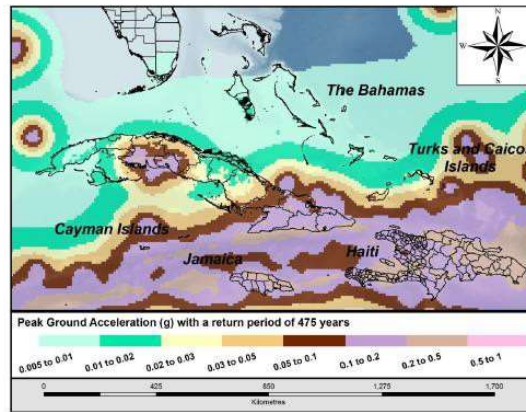 N
W
E
S
The Bahamas
Turks and Caicos
Islands
Cayman Islands
Jamaica
Haiti
Peak Ground Acceleration (g) with a return period of 475 years
0.005 to 0.01
0.01 to 0.02
0.02 to 0.03
0.03 to 0.05
0.05 to 0.1
0.1 to 0.2
0.2 to 0.5
0.5 to 1
0
425
850
1,275
1,700
Kilometres